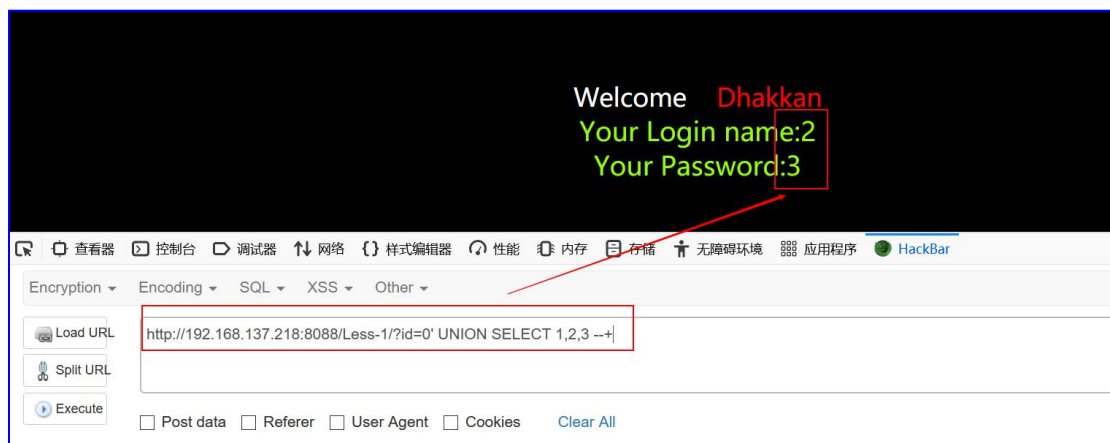 Welcome Dhakkan
Your Login name:2
Your Password:3
查看器 控制台 调试器 网络 样式编辑器 性能 内存 存储 无障碍环境 应用程序 HackBar
Encryption Encoding SQL XSS Other
Load URL http://192.168.137.218:8088/Less-1/?id=0' UNION SELECT 1,2,3 --+
Split URL
Execute
Post data Referer User Agent Cookies Clear All